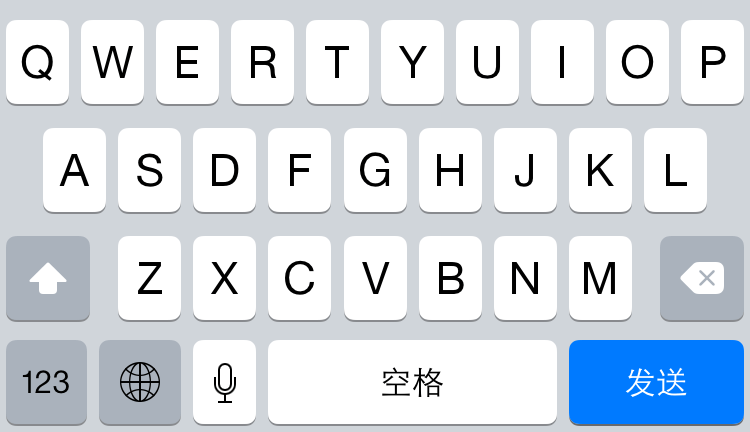 Q W E R T Y U I O P
A S D F G H J K L
Z X C V B N M
123 空格 发送